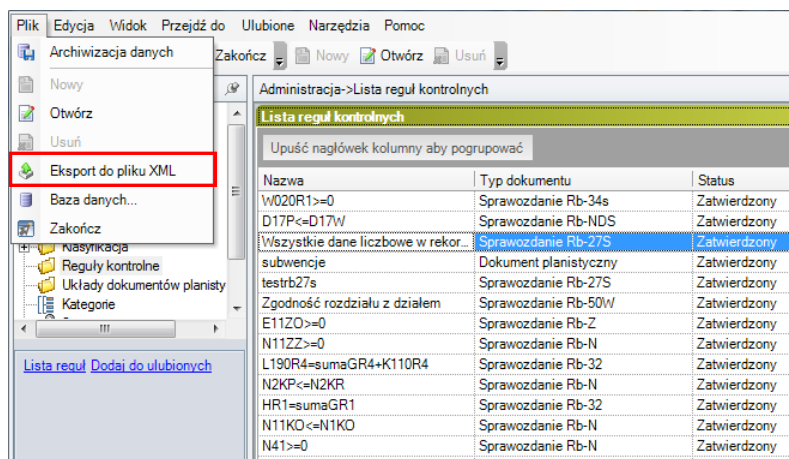 Plik Edycja Widok Przejdź do Ulubione Narzędzia Pomoc
Archiwizacja danych
Zakończ Nowy Otwórz Usuń
Nowy
Otwórz
Usuń
Eksport do pliku XML
Baza danych...
Zakończ
Klasyfikacja
Reguły kontrolne
Układy dokumentów planisty
Kategorie
Lista reguł Dodaj do ulubionych
Administracja->Lista reguł kontrolnych
Lista reguł kontrolnych
Upuść nagłówek kolumny aby pogrupować
Nazwa Typ dokumentu Status
W020R1>=0 Sprawozdanie Rb-34s Zatwierdzony
D17P<=D17W Sprawozdanie Rb-NDS Zatwierdzony
Wszystkie dane liczbowe w rekor... Sprawozdanie Rb-27S Zatwierdzony
subwencje Dokument planistyczny Zatwierdzony
testrb27s Sprawozdanie Rb-27S Zatwierdzony
Zgodność rozdziału z działem Sprawozdanie Rb-50W Zatwierdzony
E11ZO>=0 Sprawozdanie Rb-Z Zatwierdzony
N11ZZ>=0 Sprawozdanie Rb-N Zatwierdzony
L190R4=sumaGR4+K110R4 Sprawozdanie Rb-32 Zatwierdzony
N2KP<=N2KR Sprawozdanie Rb-N Zatwierdzony
HR1=sumaGR1 Sprawozdanie Rb-32 Zatwierdzony
N11KO<=N1KO Sprawozdanie Rb-N Zatwierdzony
N41>=0 Sprawozdanie Rb-N Zatwierdzony